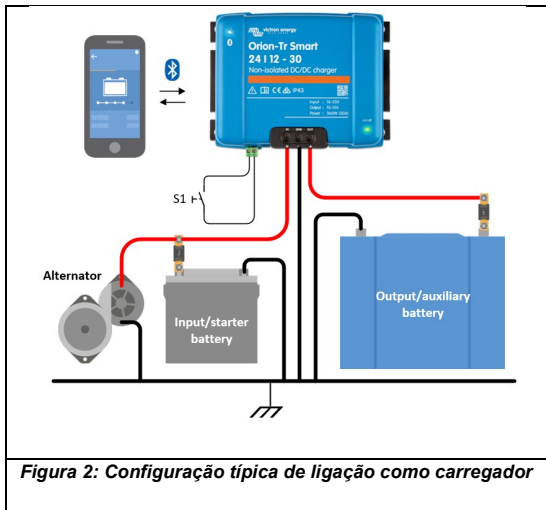 victron energy
Orion-Tr Smart
24 | 12 - 30
Non-isolated DC/DC charger
IP43
S1
Alternator
Input/starter
battery
Output/auxiliary
battery
Figura 2: Configuração típica de ligação como carregador